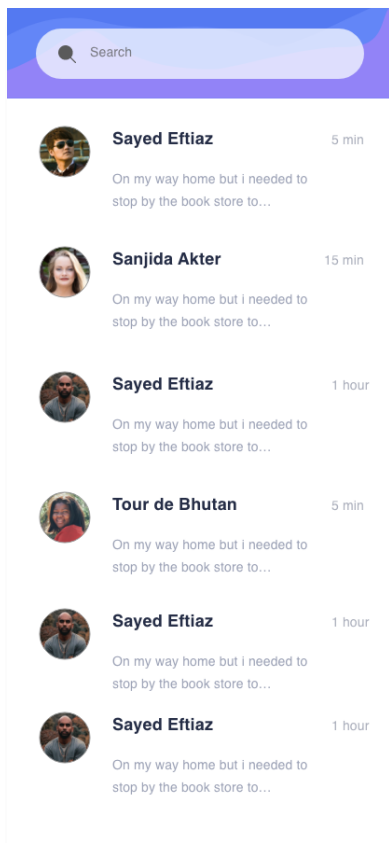 Search
Sayed Eftiaz
5 min
On my way home but i needed to
stop by the book store to…
Sanjida Akter
15 min
On my way home but i needed to
stop by the book store to…
Sayed Eftiaz
1 hour
On my way home but i needed to
stop by the book store to…
Tour de Bhutan
5 min
On my way home but i needed to
stop by the book store to…
Sayed Eftiaz
1 hour
On my way home but i needed to
stop by the book store to…
Sayed Eftiaz
1 hour
On my way home but i needed to
stop by the book store to…